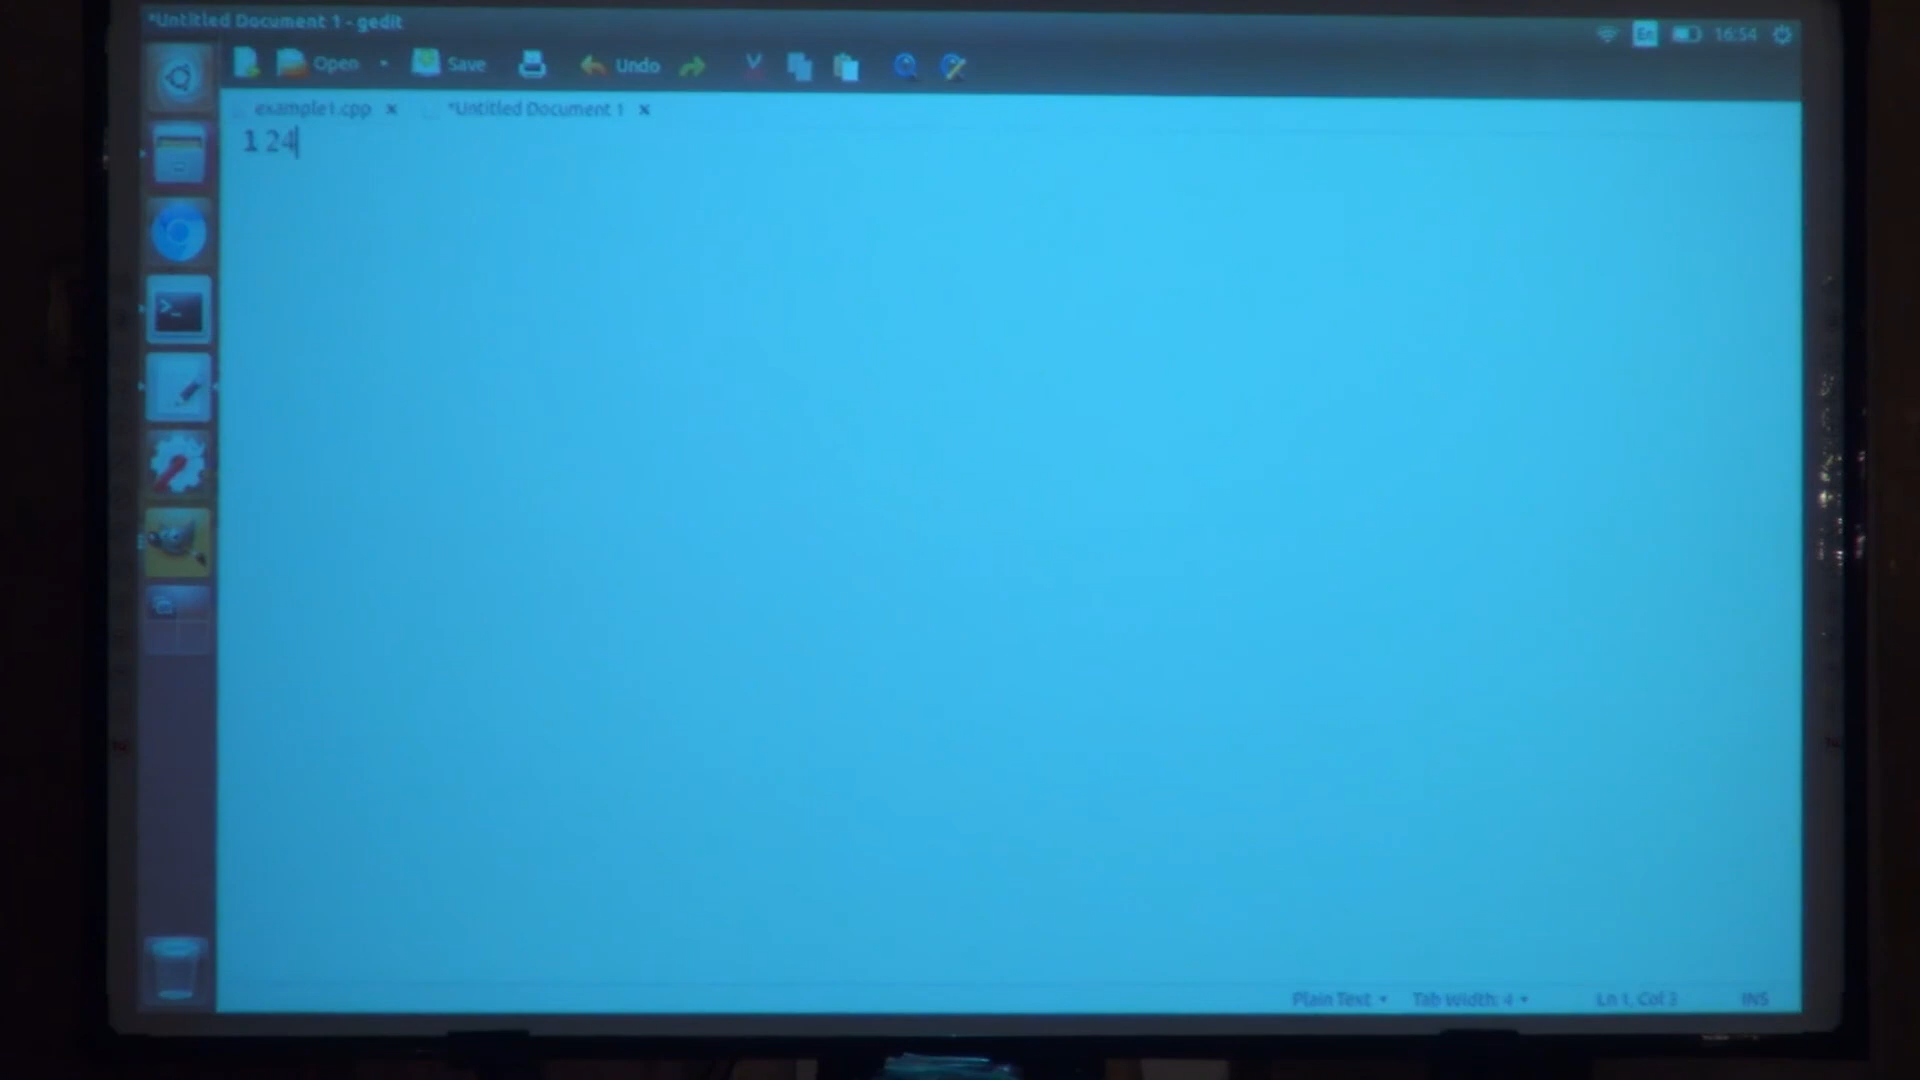 *Untitled Document 1 - gedit
En 16:54
Open Save Undo
example1.cpp × *Untitled Document 1 ×
1 24
>_
Plain Text Tab Width: 4 Ln 1, Col 3 INS